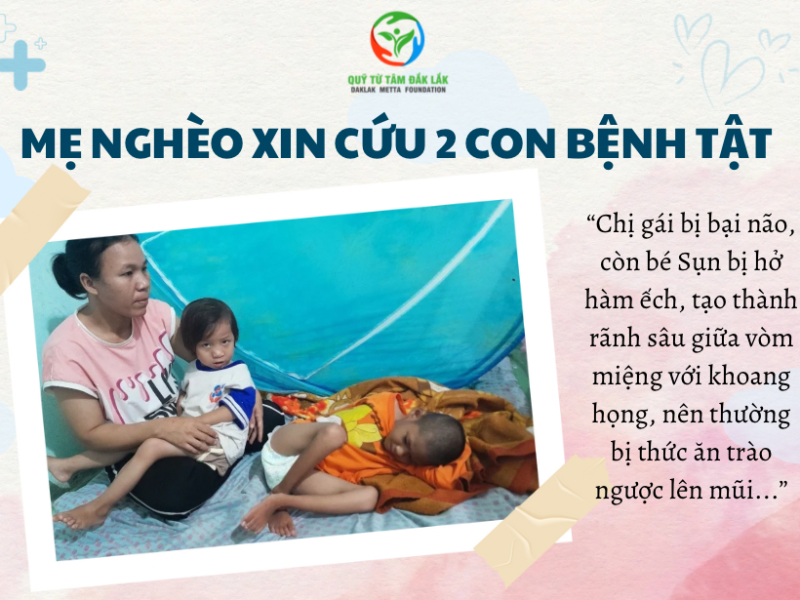 QUỸ TỪ TÂM ĐẮK LẮK
DAKLAK METTA FOUNDATION
MẸ NGHÈO XIN CỨU 2 CON BỆNH TẬT
“Chị gái bị bại não,
còn bé Sụn bị hở
hàm ếch, tạo thành
rãnh sâu giữa vòm
miệng với khoang
họng, nên thường
bị thức ăn trào
ngược lên mũi...”